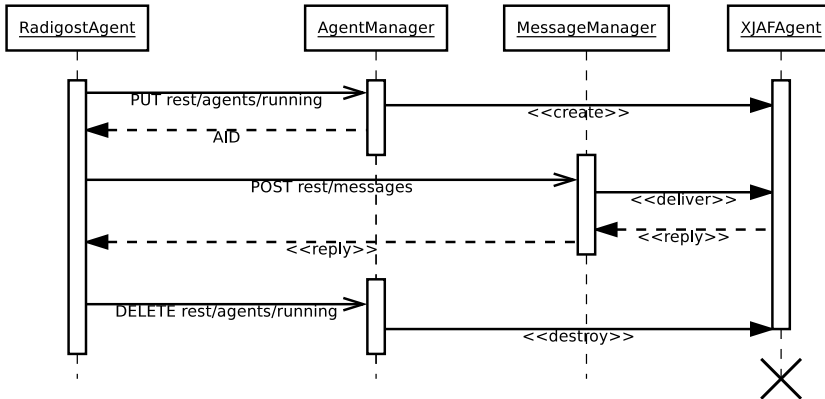 RadigostAgent
AgentManager
MessageManager
XJAFAgent
PUT rest/agents/running
<<create>>
AID
POST rest/messages
<<deliver>>
<<reply>>
<<reply>>
DELETE rest/agents/running
<<destroy>>